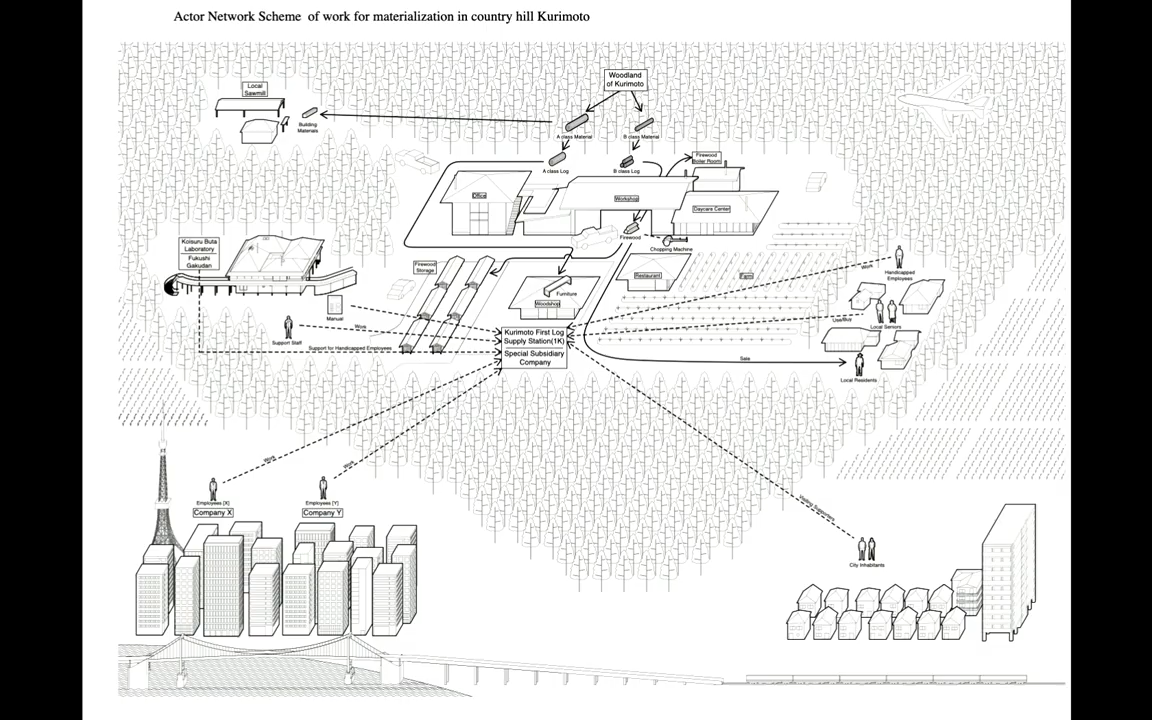 Actor Network Scheme of work for materialization in country hill Kurimoto
Woodland
of Kurimoto
Local
Sawmill
Building
Materials
A class Material
B class Material
A class Log
B class Log
Firewood
Boiler Room
Office
Workshop
Daycare Center
Firewood
Chopping Machine
Koisuru Buta
Laboratory
Fukushi
Gakudan
Firewood
Storage
Restaurant
Farm
Work
Handicapped
Employees
Furniture
Woodshop
Manual
Use/Buy
Local Seniors
Support Staff
Work
Kurimoto First Log
Supply Station(1K)
Special Subsidiary
Company
Support for Handicapped Employees
Sale
Local Residents
Work
Work
Employees [X]
Company X
Employees [Y]
Company Y
Visiting Supporters
City Inhabitants